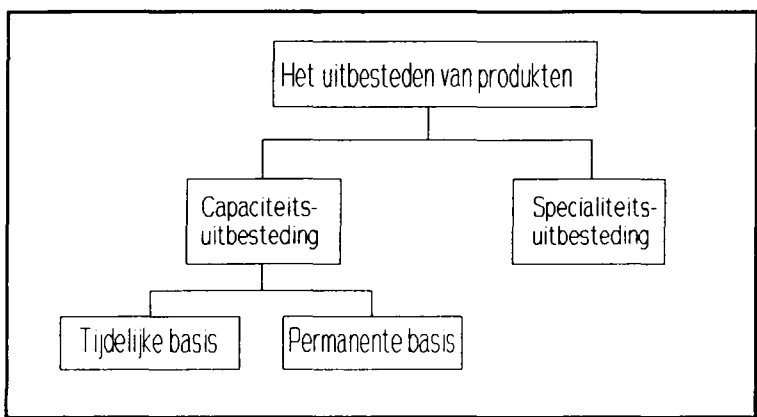 Het uitbesteden van produkten
Capaciteits-
uitbesteding
Specialiteits-
uitbesteding
Tijdelijke basis
Permanente basis